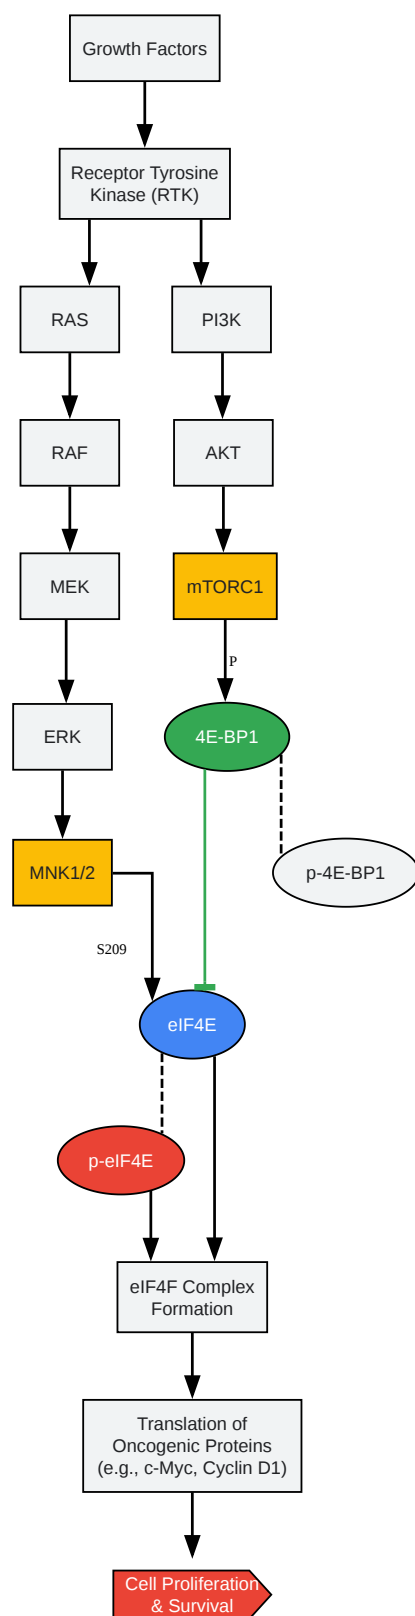 Growth Factors
Receptor Tyrosine
Kinase (RTK)
RAS
PI3K
RAF
AKT
MEK
mTORC1
P
ERK
4E-BP1
MNK1/2
p-4E-BP1
S209
eIF4E
p-eIF4E
eIF4F Complex
Formation
Translation of
Oncogenic Proteins
(e.g., c-Myc, Cyclin D1)
Cell Proliferation
& Survival